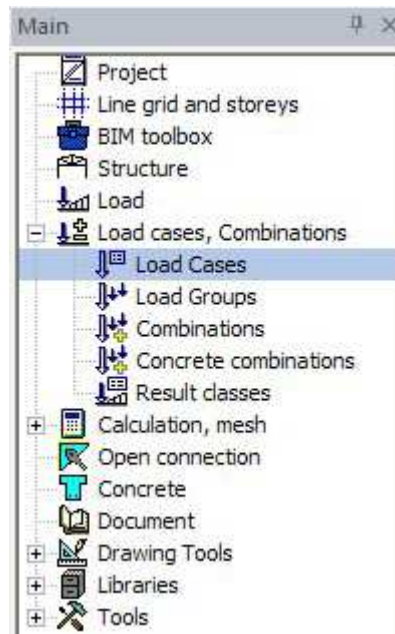 Main
Project
Line grid and storeys
BIM toolbox
Structure
Load
Load cases, Combinations
Load Cases
Load Groups
Combinations
Concrete combinations
Result classes
Calculation, mesh
Open connection
Concrete
Document
Drawing Tools
Libraries
Tools